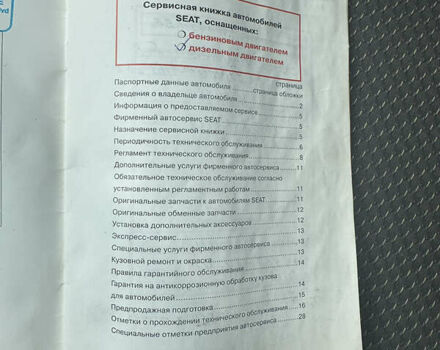 Сервисная книжка автомобилей
SEAT, оснащенных:
бензиновым двигателем
дизельным двигателем
страница
Паспортные данные автомобиля страница обложки
Сведения о владельце автомобиля 2
Информация о предоставляемом сервисе 5
Фирменный автосервис SEAT 5
Назначение сервисной книжки 5
Периодичность технического обслуживания 6
Регламент технического обслуживания 8
Дополнительные услуги фирменного автосервиса 11
Обязательное техническое обслуживание согласно
установленным регламентным работам 11
Оригинальные запчасти к автомобилям SEAT 11
Оригинальные обменные запчасти 12
Установка дополнительных аксессуаров 12
Экспресс-сервис 13
Специальные услуги фирменного автосервиса 13
Кузовной ремонт и окраска 13
Правила гарантийного обслуживания 14
Гарантия на антикоррозионную обработку кузова
для автомобилей 14
Предпродажная подготовка 15
Отметки о прохождении технического обслуживания 16
Специальные отметки предприятия автосервиса 28